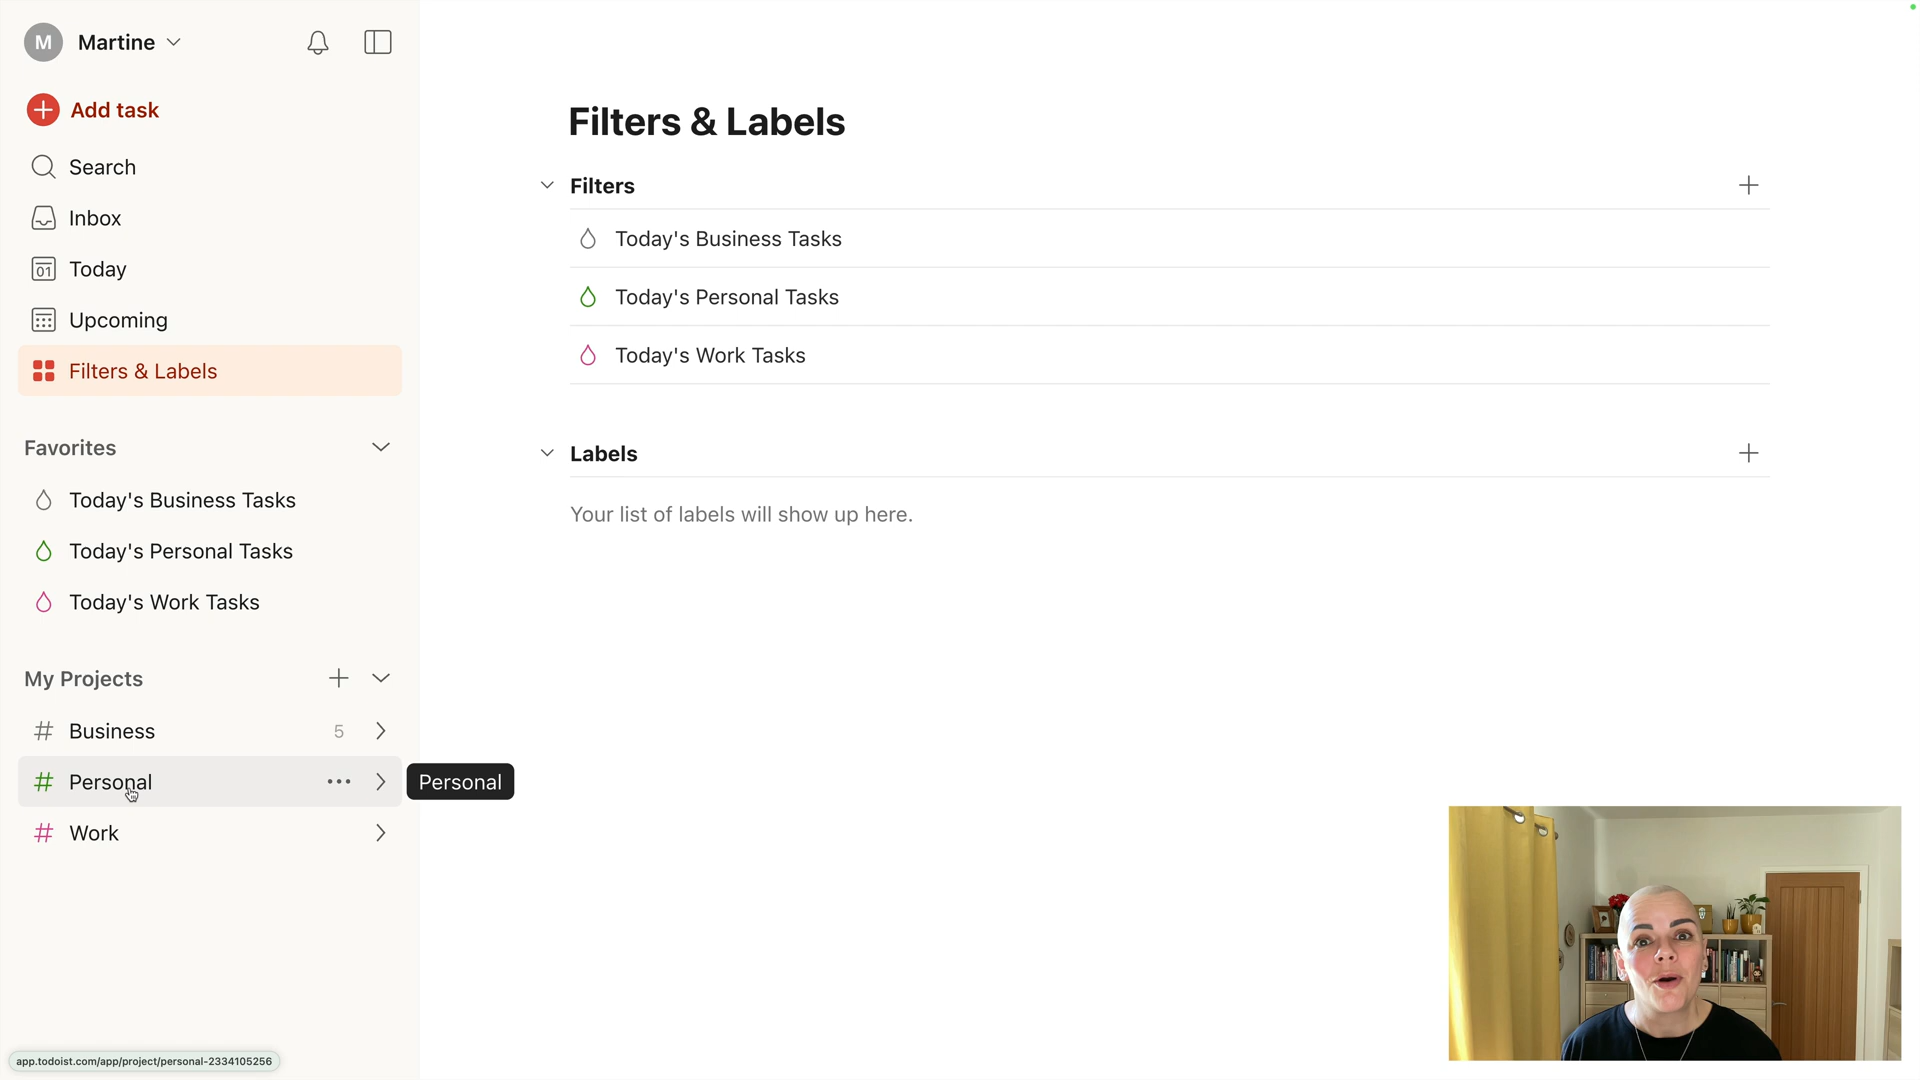 M Martine
Add task
Search
Inbox
01 Today
Upcoming
Filters & Labels
Favorites
Today's Business Tasks
Today's Personal Tasks
Today's Work Tasks
My Projects
# Business 5
# Personal
# Work
Personal
app.todoist.com/app/project/personal-2334105256
Filters & Labels
Filters
Today's Business Tasks
Today's Personal Tasks
Today's Work Tasks
Labels
Your list of labels will show up here.